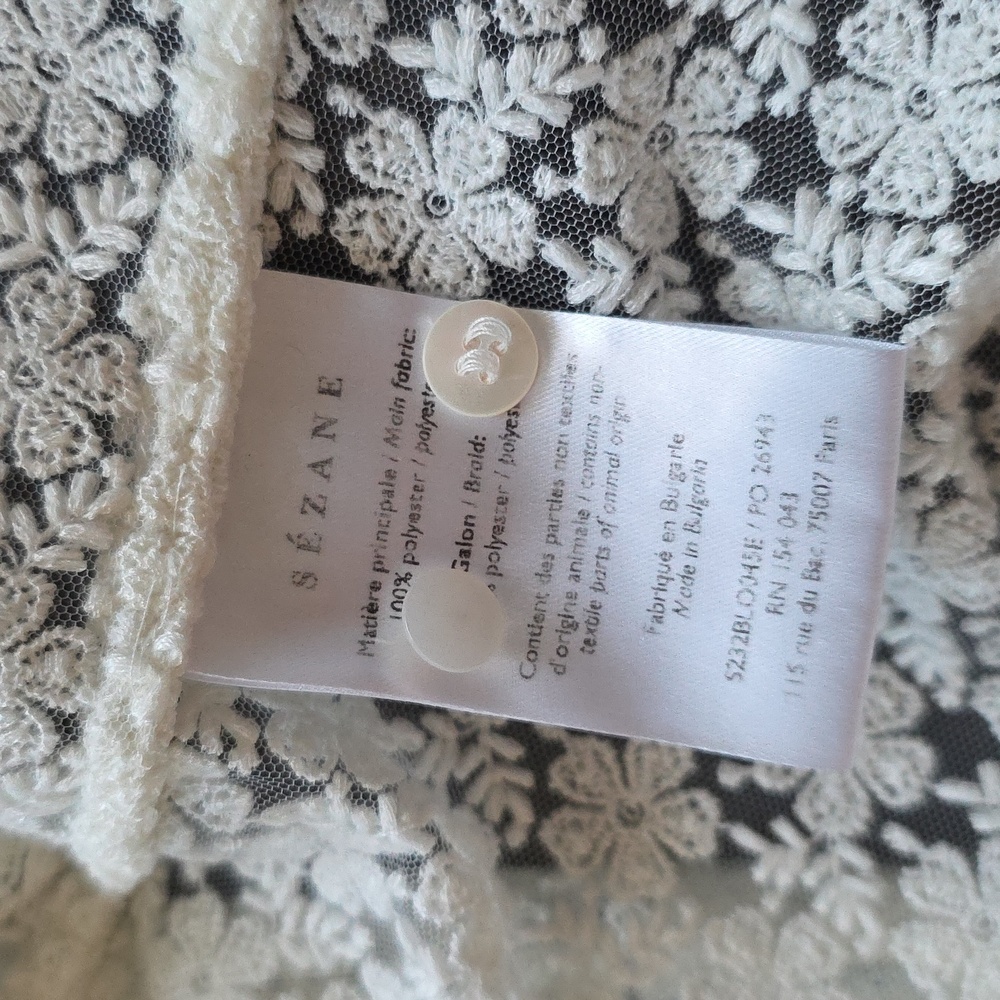 SÉZANE
Matière principale / Main fabric:
100% polyester / polyest
Galon / Braid:
% polyester / polyes
Contient des parties non textiles
d'origine animale / contains non-
textile parts of animal origin
Fabriqué en Bulgarie
Made in Bulgaria
S232BLO045E / PO 26943
RN 154 043
115 rue du Bac 75007 Paris